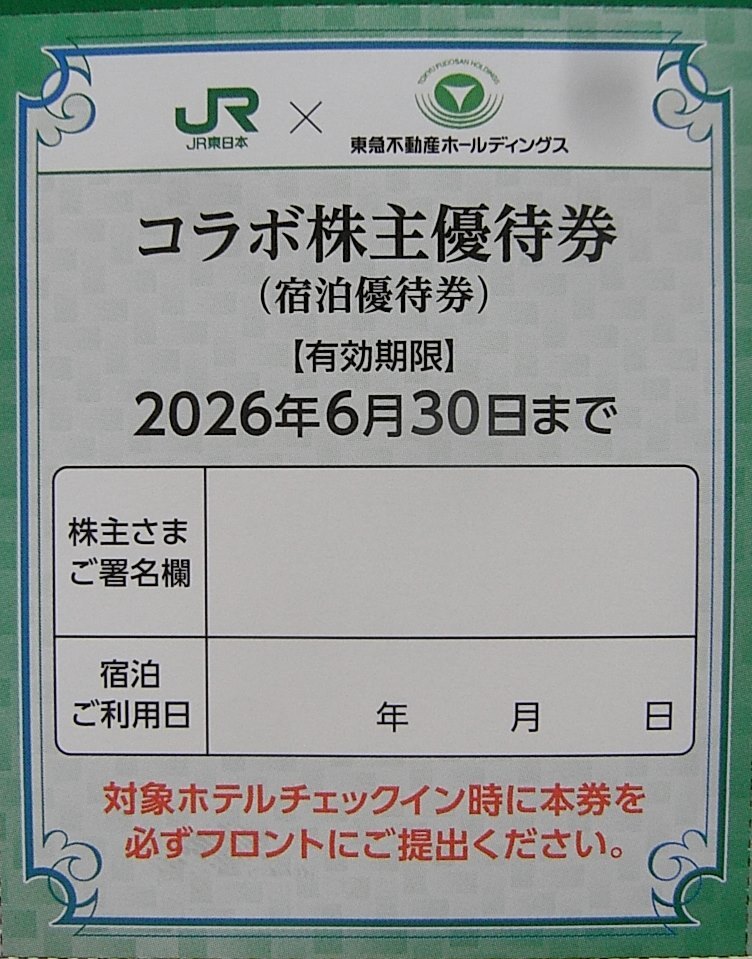 JR × TOKYU FUDOSAN HOLDINGS
JR東日本 東急不動産ホールディングス
コラボ株主優待券
（宿泊優待券）
【有効期限】
2026年6月30日まで
株主さま
ご署名欄
宿泊
ご利用日
年 月 日
対象ホテルチェックイン時に本券を
必ずフロントにご提出ください。